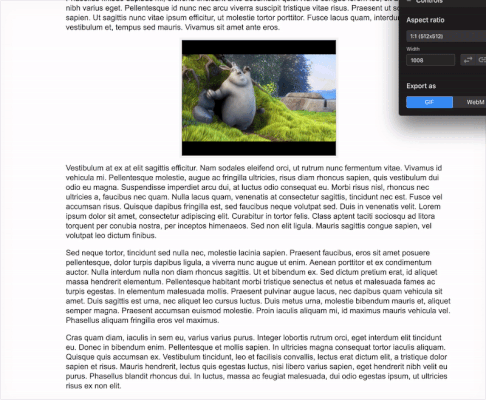 nibh varius eget. Pellentesque id nunc nec arcu viverra suscipit tristique vitae risus. Praesent ut
sapien. Ut sagittis nunc vitae ipsum efficitur, ut molestie tortor porttitor. Fusce lacus quam,
vestibulum et, tempus sed mauris. Vivamus sit amet ante eros.
Controls
Aspect ratio
1:1 (512x512)
Width
1008
Export as
GIF
WebM
Vestibulum at ex at elit sagittis efficitur. Nam sodales eleifend orci, ut rutrum nunc fermentum vitae. Vivamus id
vehicula mi. Pellentesque molestie, augue ac fringilla ultricies, risus diam rhoncus sapien, quis vestibulum dui
odio eu magna. Suspendisse imperdiet arcu dui, at luctus odio consequat eu. Morbi risus nisl, rhoncus nec
ultricies a, faucibus nec quam. Nulla lacus quam, venenatis at consectetur sagittis, tincidunt nec est. Fusce vel
accumsan risus. Quisque dapibus fringilla est, sed faucibus neque volutpat sed. Duis in venenatis velit. Lorem
ipsum dolor sit amet, consectetur adipiscing elit. Curabitur in tortor felis. Class aptent taciti sociosqu ad litora
torquent per conubia nostra, per inceptos himenaeos. Sed non elit ligula. Mauris sagittis congue sapien, vel
volutpat leo dictum finibus.
Sed neque tortor, tincidunt sed nulla nec, molestie lacinia sapien. Praesent faucibus, eros sit amet posuere
pellentesque, dolor turpis dapibus ligula, a viverra nunc augue ut enim. Aenean porttitor et ex condimentum
auctor. Nulla interdum nulla non diam rhoncus sagittis. Ut et bibendum ex. Sed dictum pretium erat, id aliquet
massa hendrerit elementum. Pellentesque habitant morbi tristique senectus et netus et malesuada fames ac
turpis egestas. In elementum malesuada mollis. Praesent pulvinar augue lacus, nec dapibus quam vehicula sit
amet. Duis sagittis est urna, nec aliquet leo cursus luctus. Duis metus urna, molestie bibendum mauris et, aliquet
semper magna. Praesent accumsan euismod molestie. Proin iaculis aliquam mi, id maximus mauris vehicula vel.
Phasellus aliquam fringilla eros vel maximus.
Cras quam diam, iaculis in sem eu, varius varius purus. Integer lobortis rutrum orci, eget interdum elit tincidunt
eu. Donec in bibendum enim. Pellentesque et mollis sapien. In ultricies magna consequat tortor iaculis aliquam.
Quisque quis accumsan ex. Vestibulum tincidunt, leo et facilisis convallis, lectus erat dictum elit, a tristique dolor
sapien et risus. Mauris hendrerit, lectus quis egestas luctus, nisi libero varius sapien, eget hendrerit nibh velit eu
purus. Phasellus blandit rhoncus dui. In luctus, massa ac feugiat malesuada, dui odio egestas ipsum, ut ultricies
risus ex non elit.